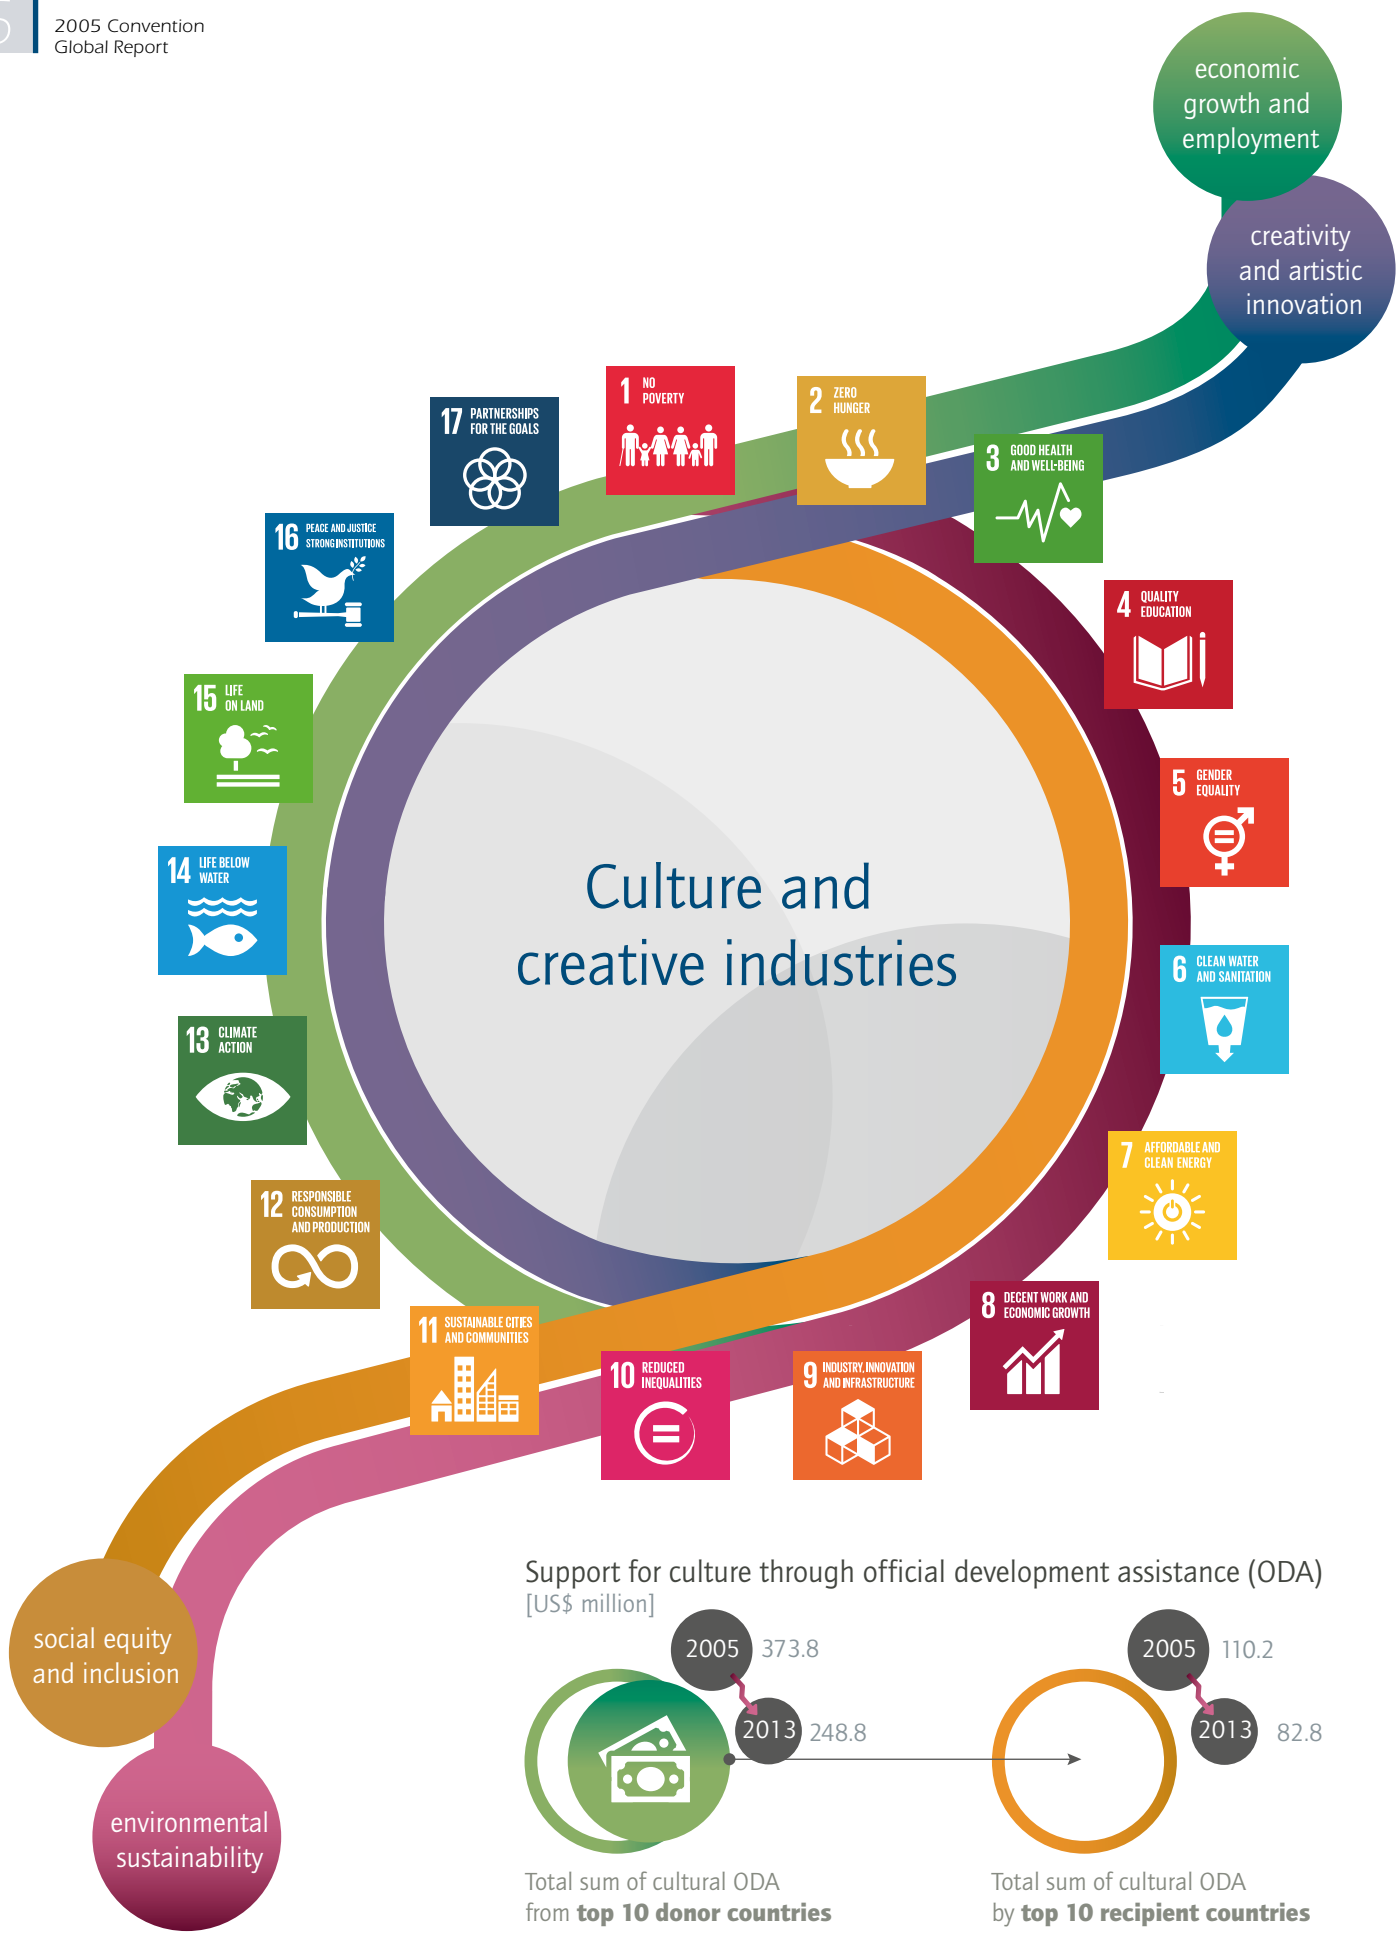 2005 Convention
Global Report
economic
growth and
employment
creativity
and artistic
innovation
1 NO
POVERTY
2 ZERO
HUNGER
3 GOOD HEALTH
AND WELL-BEING
4 QUALITY
EDUCATION
5 GENDER
EQUALITY
6 CLEAN WATER
AND SANITATION
7 AFFORDABLE AND
CLEAN ENERGY
8 DECENT WORK AND
ECONOMIC GROWTH
9 INDUSTRY, INNOVATION
AND INFRASTRUCTURE
10 REDUCED
INEQUALITIES
11 SUSTAINABLE CITIES
AND COMMUNITIES
12 RESPONSIBLE
CONSUMPTION
AND PRODUCTION
13 CLIMATE
ACTION
14 LIFE BELOW
WATER
15 LIFE
ON LAND
16 PEACE AND JUSTICE
STRONG INSTITUTIONS
17 PARTNERSHIPS
FOR THE GOALS
Culture and
creative industries
social equity
and inclusion
environmental
sustainability
Support for culture through official development assistance (ODA)
[US$ million]
2005 373.8
2013 248.8
Total sum of cultural ODA
from top 10 donor countries
2005 110.2
2013 82.8
Total sum of cultural ODA
by top 10 recipient countries